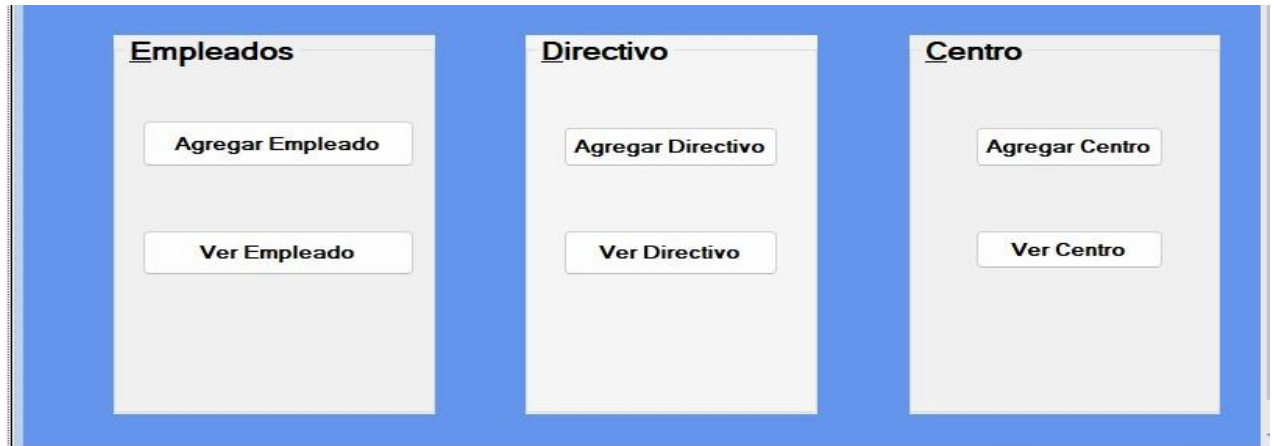 Empleados
Agregar Empleado
Ver Empleado
Directivo
Agregar Directivo
Ver Directivo
Centro
Agregar Centro
Ver Centro